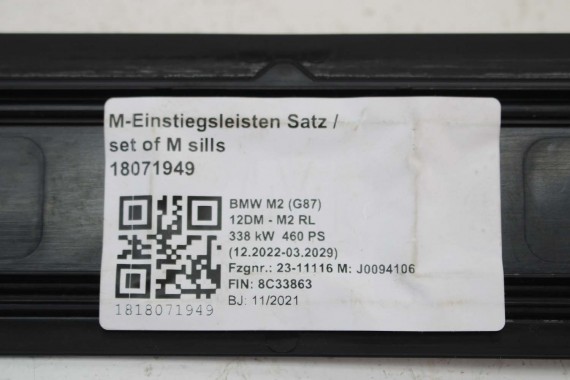 M-Einstiegsleisten Satz /
set of M sills
18071949
BMW M2 (G87)
12DM - M2 RL
338 kW 460 PS
(12.2022-03.2029)
Fzgnr.: 23-11116 M: J0094106
FIN: 8C33863
BJ: 11/2021
1818071949